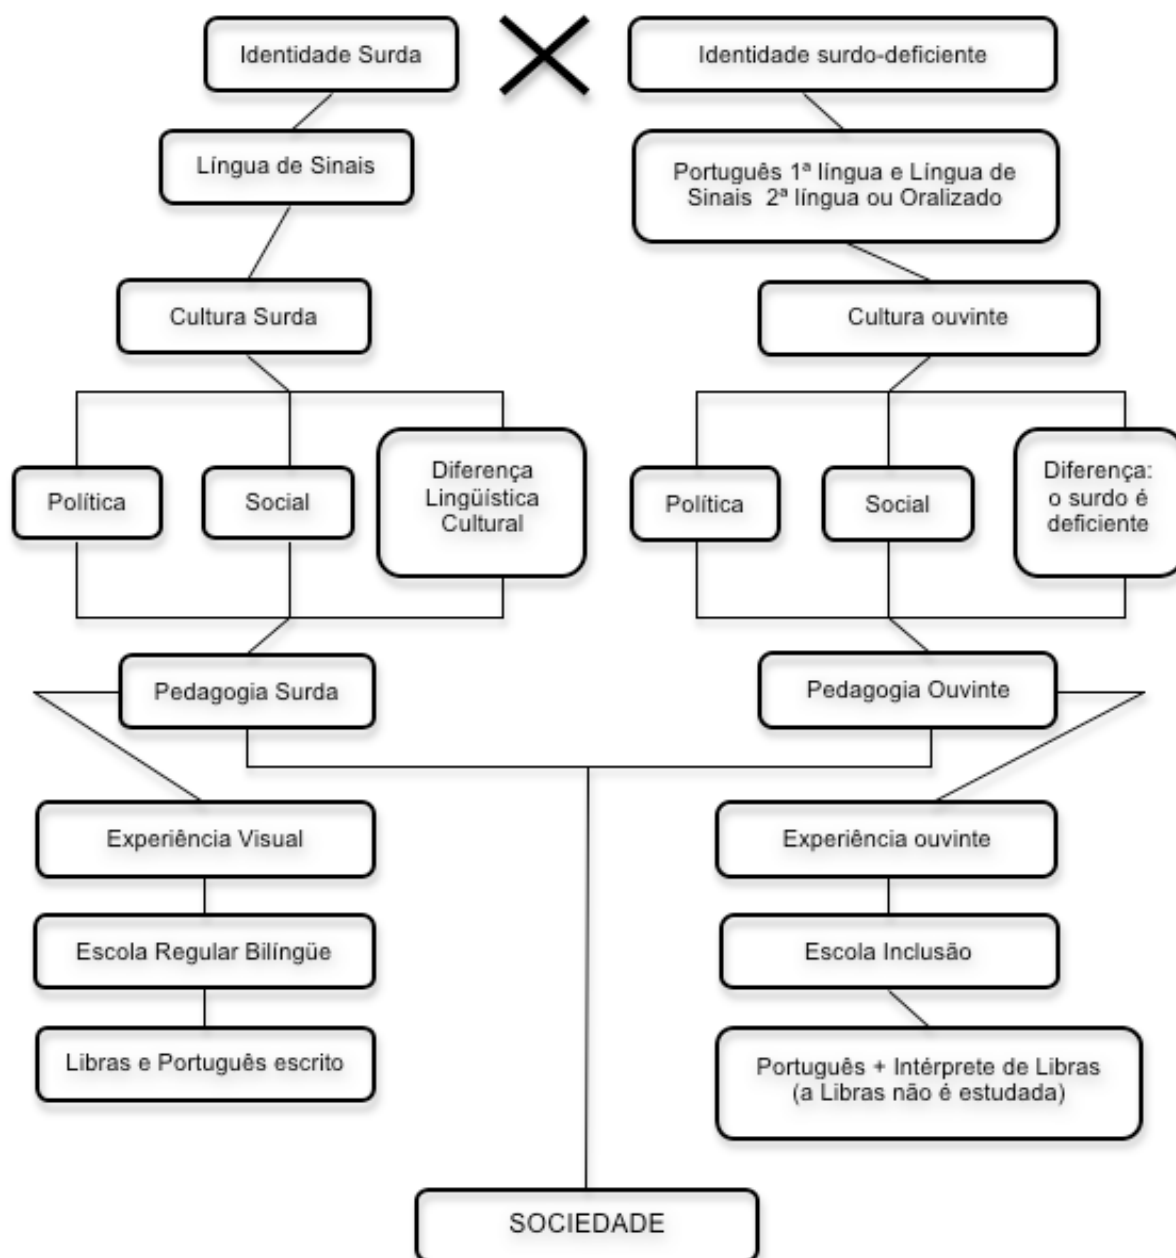 Identidade Surda
Identidade surdo-deficiente
Língua de Sinais
Português 1ª língua e Língua de
Sinais 2ª língua ou Oralizado
Cultura Surda
Cultura ouvinte
Política
Social
Diferença
Lingüística
Cultural
Política
Social
Diferença:
o surdo é
deficiente
Pedagogia Surda
Pedagogia Ouvinte
Experiência Visual
Experiência ouvinte
Escola Regular Bilíngüe
Escola Inclusão
Libras e Português escrito
Português + Intérprete de Libras
(a Libras não é estudada)
SOCIEDADE